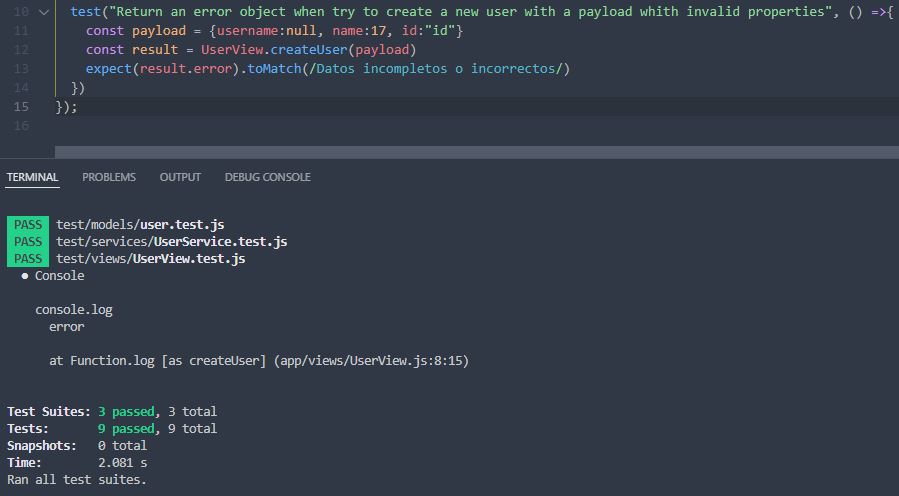 10 test("Return an error object when try to create a new user with a payload whith invalid properties", () =>{
11 const payload = {username:null, name:17, id:"id"}
12 const result = UserView.createUser(payload)
13 expect(result.error).toMatch(/Datos incompletos o incorrectos/)
14 })
15 });
16
TERMINAL PROBLEMS OUTPUT DEBUG CONSOLE
PASS test/models/user.test.js
PASS test/services/UserService.test.js
PASS test/views/UserView.test.js
● Console
console.log
error
at Function.log [as createUser] (app/views/UserView.js:8:15)
Test Suites: 3 passed, 3 total
Tests: 9 passed, 9 total
Snapshots: 0 total
Time: 2.081 s
Ran all test suites.